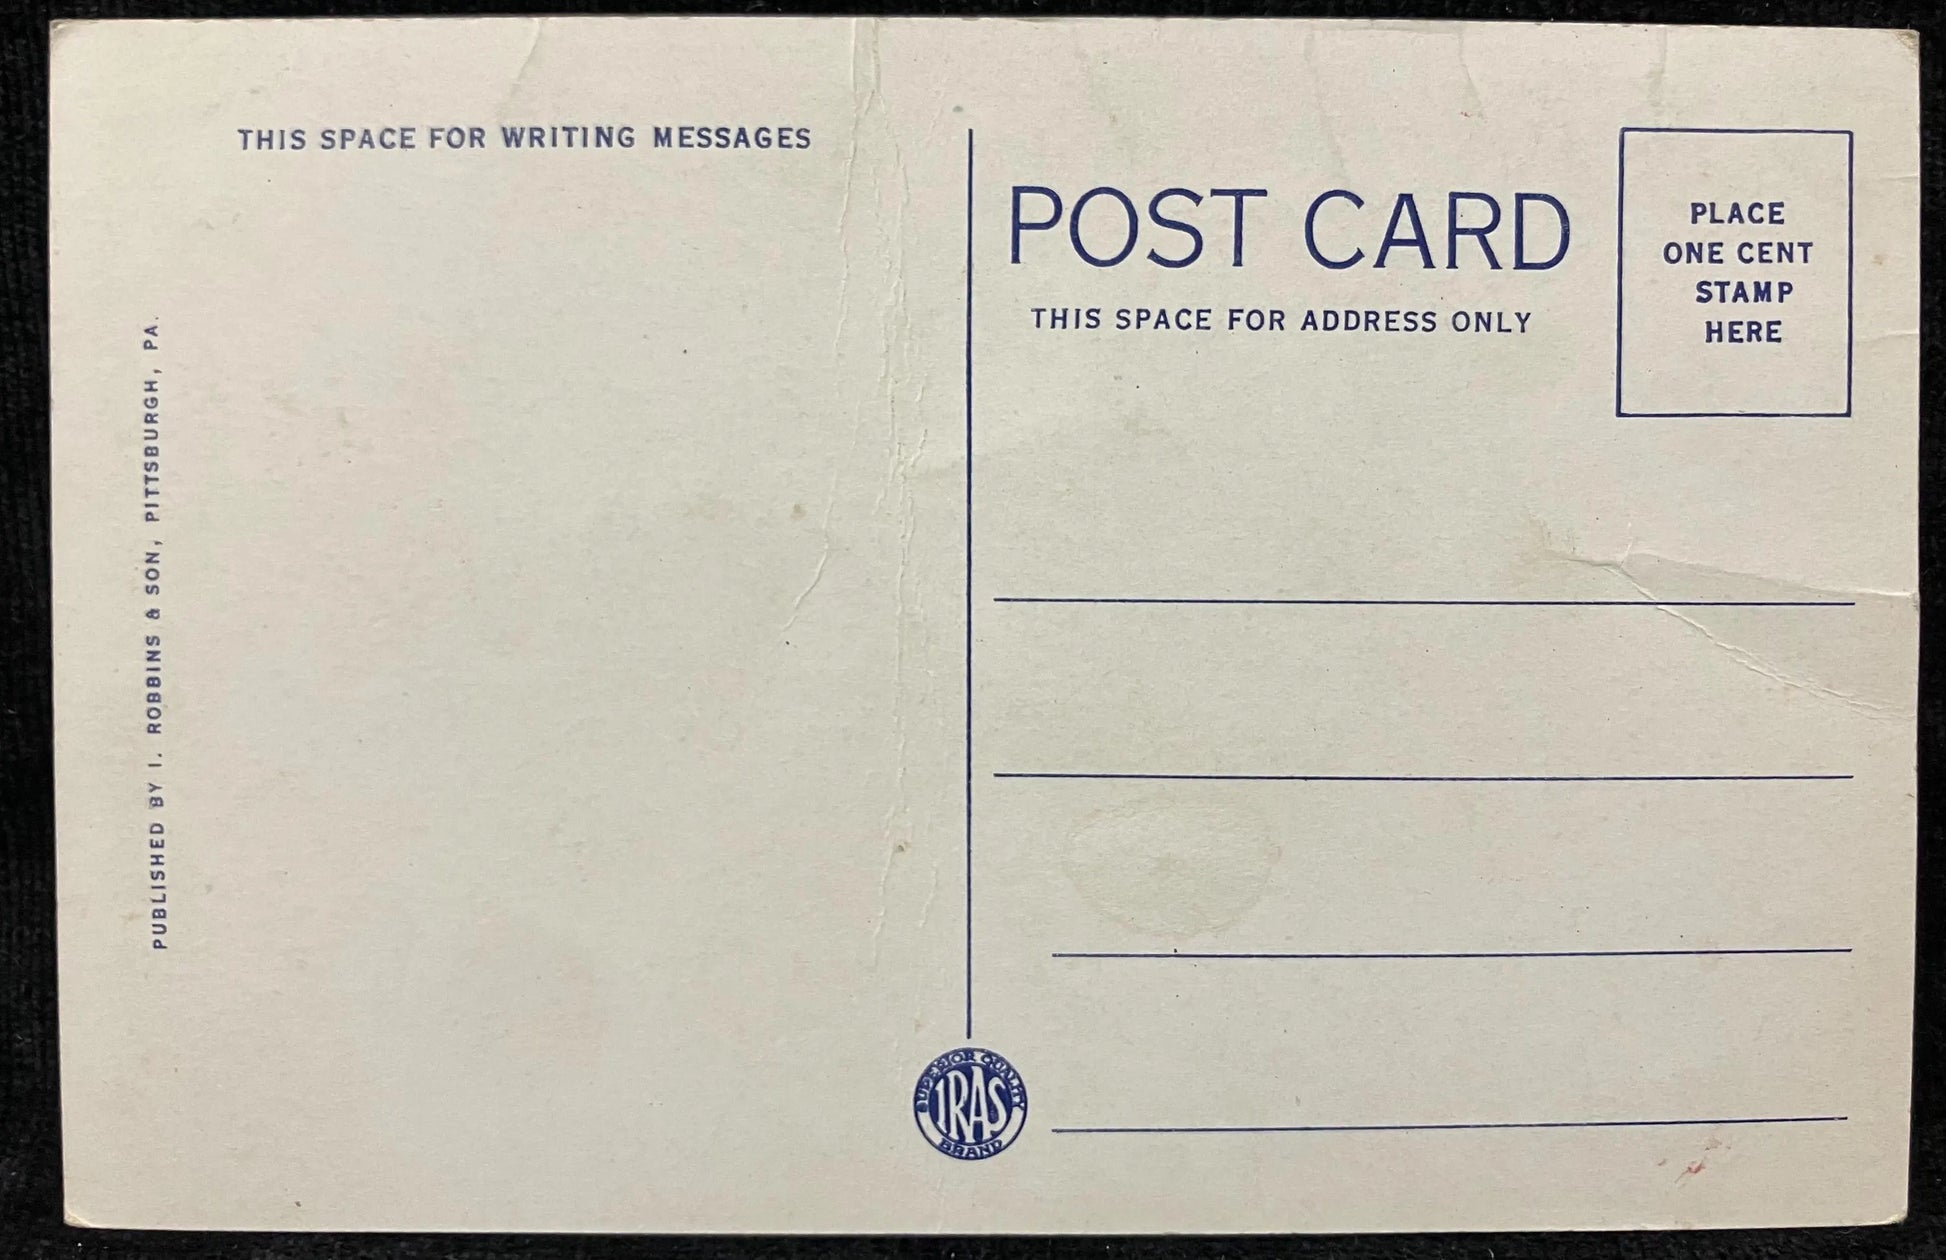 THIS SPACE FOR WRITING MESSAGES
POST CARD
THIS SPACE FOR ADDRESS ONLY
PLACE
ONE CENT
STAMP
HERE
PUBLISHED BY I. ROBBINS & SON, PITTSBURGH, PA.
SUPERIOR QUALITY
IRAS
BRAND